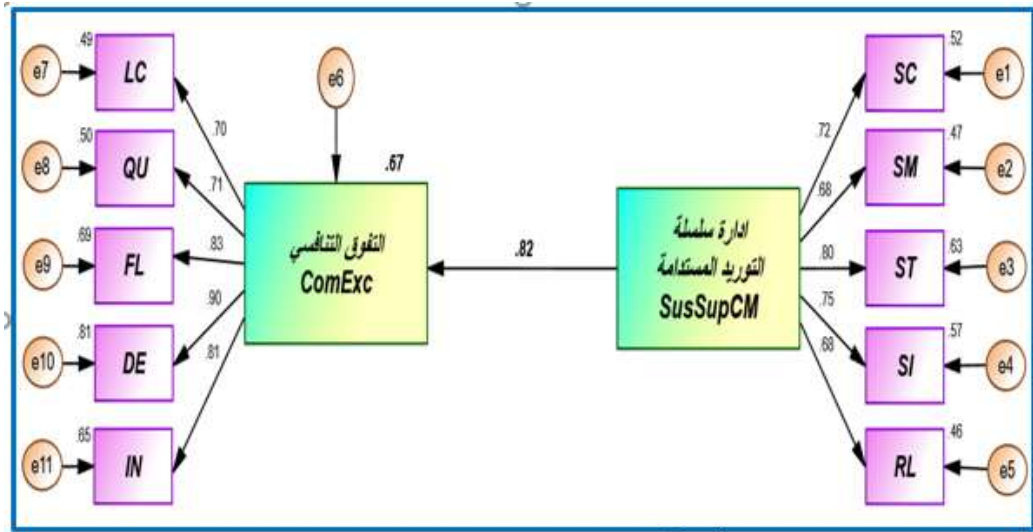 .49
e7
LC
.50
e8
QU
.69
e9
FL
.81
e10
DE
.65
e11
IN
.70
.71
.83
.90
.81
e6
.67
التفوق التنافسي
ComExc
.82
ادارة سلسلة
التوريد المستدامة
SusSupCM
.72
.68
.80
.75
.68
.52
SC
e1
.47
SM
e2
.63
ST
e3
.57
SI
e4
.46
RL
e5